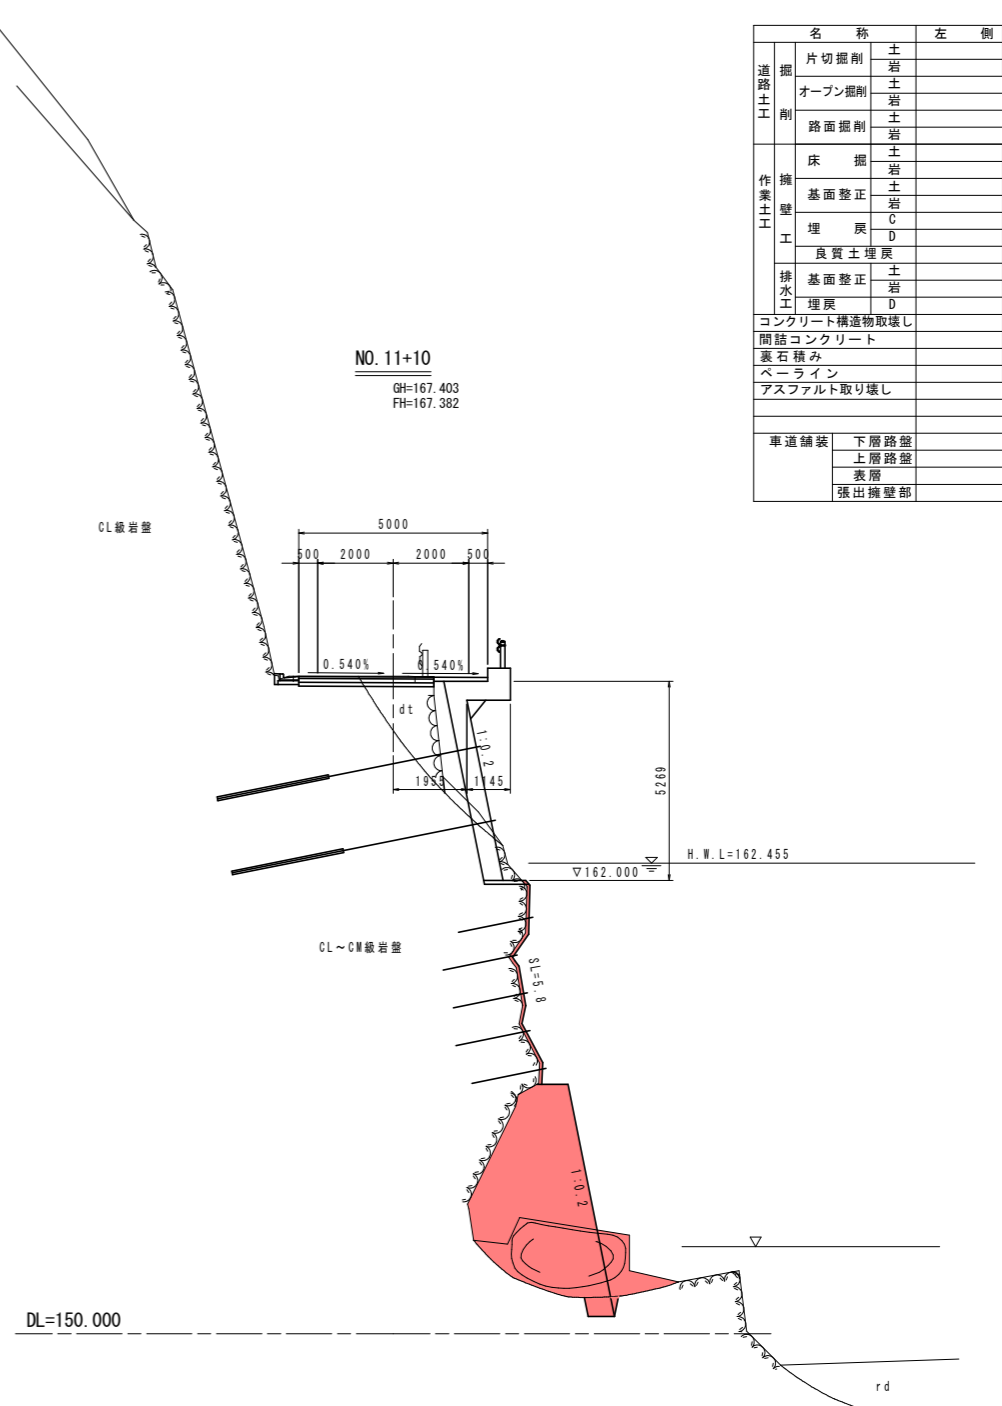 名 称 左 側
道路土工 掘削 片切掘削 土
岩
オープン掘削 土
岩
路面掘削 土
岩
作業土工 擁壁工 床 掘 土
岩
基面整正 土
岩
埋 戻 C
D
良質土埋戻
排水工 基面整正 土
岩
埋戻 D
コンクリート構造物取壊し
間詰コンクリート
裏石積み
ペーライン
アスファルト取り壊し
車道舗装 下層路盤
上層路盤
表層
張出擁壁部
NO.11+10
GH=167.403
FH=167.382
CL級岩盤
5000
500 2000 2000 500
0.540% 0.540%
dt
1:0.2
1955 1145
5269
H.W.L=162.455
▽162.000
CL～CM級岩盤
SL=5.8
1:0.2
DL=150.000
rd